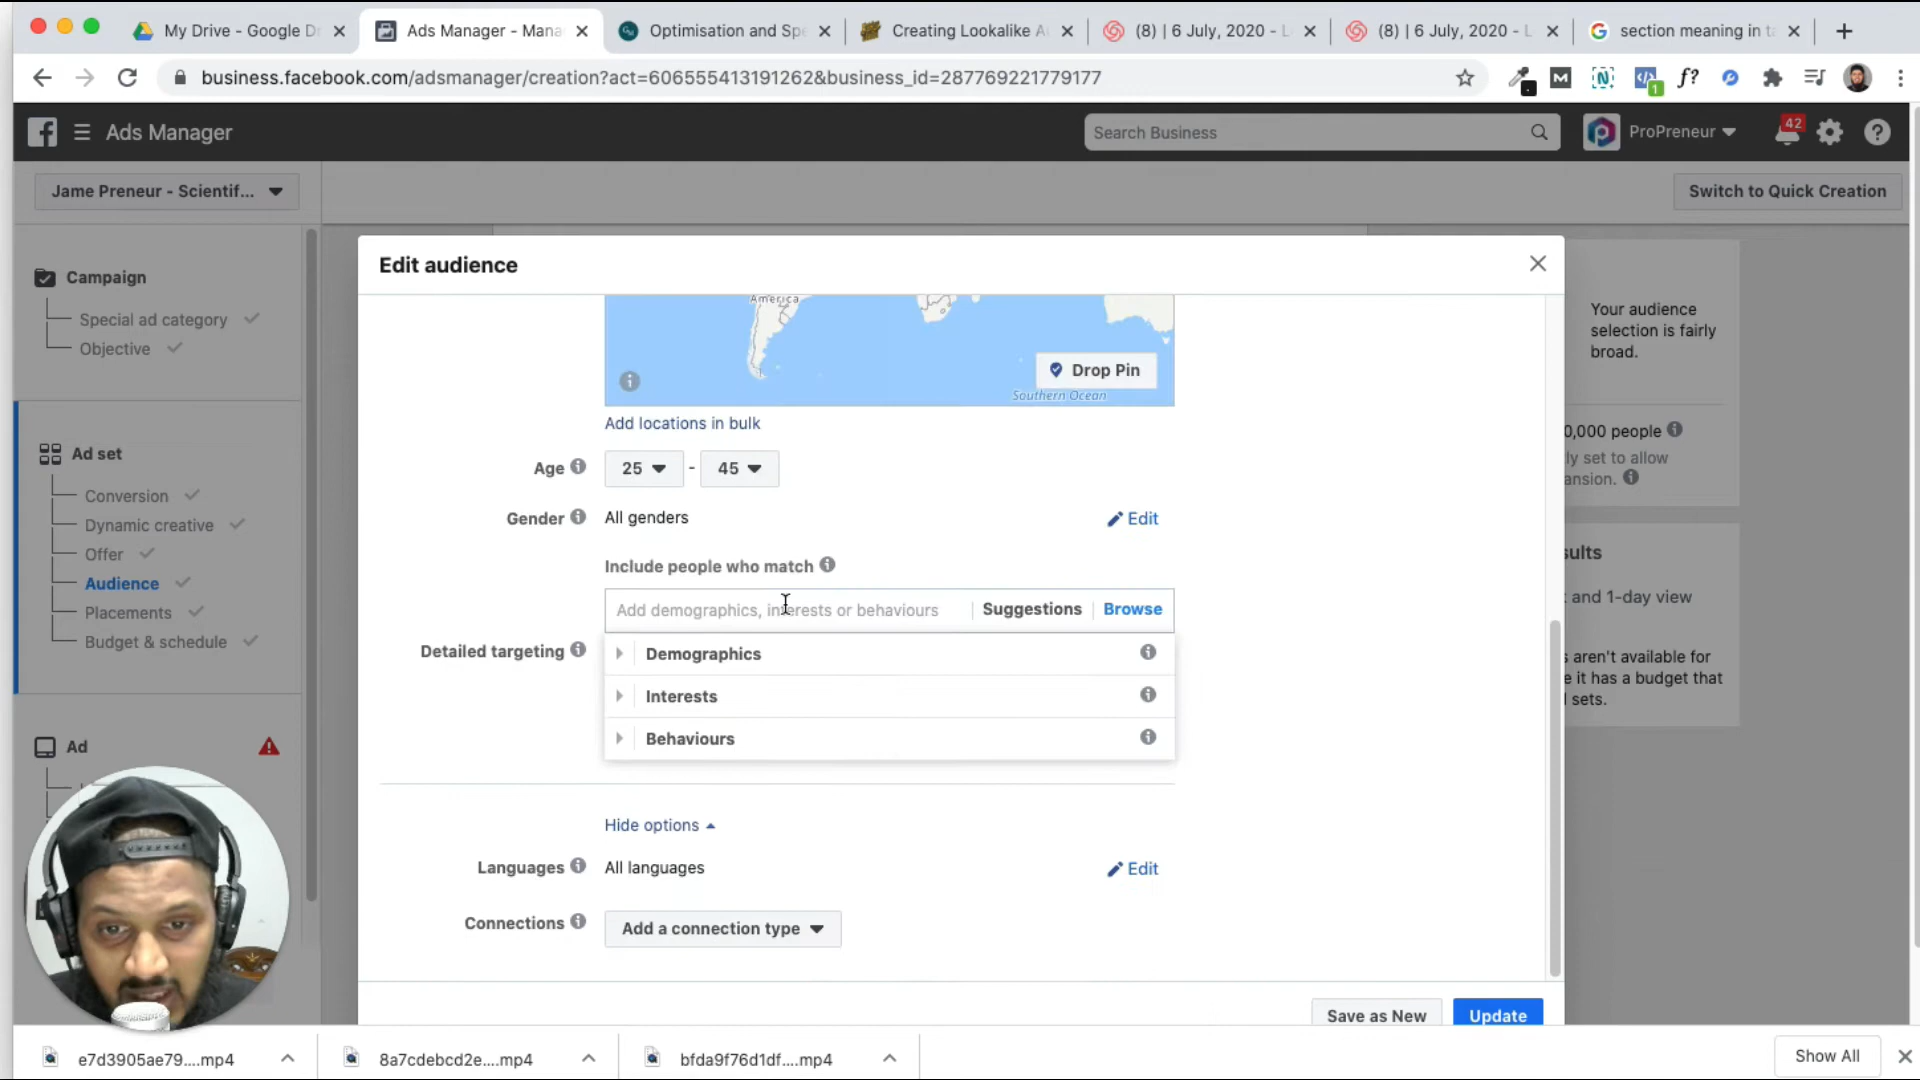 My Drive - Google Dr
Ads Manager - Mana
Optimisation and Spe
Creating Lookalike A
(8) | 6 July, 2020 - L
(8) | 6 July, 2020 - L
section meaning in ta
business.facebook.com/adsmanager/creation?act=606555413191262&business_id=287769221779177
Ads Manager
Search Business
ProPreneur
42
Jame Preneur - Scientif...
Switch to Quick Creation
Campaign
Special ad category
Objective
Ad set
Conversion
Dynamic creative
Offer
Audience
Placements
Budget & schedule
Ad
Edit audience
America
Drop Pin
Southern Ocean
Add locations in bulk
Age
25
-
45
Gender
All genders
Edit
Include people who match
Add demographics, interests or behaviours
Suggestions
Browse
Detailed targeting
Demographics
Interests
Behaviours
Hide options
Languages
All languages
Edit
Connections
Add a connection type
Save as New
Update
Your audience
selection is fairly
broad.
0,000 people
ly set to allow
ansion.
sults
and 1-day view
s aren't available for
e it has a budget that
sets.
e7d3905ae79....mp4
8a7cdebcd2e....mp4
bfda9f76d1df....mp4
Show All